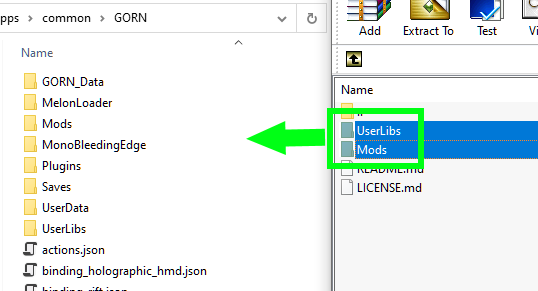 pps > common > GORN
Name
GORN_Data
MelonLoader
Mods
MonoBleedingEdge
Plugins
Saves
UserData
UserLibs
actions.json
binding_holographic_hmd.json
binding_rift.json
Add Extract To Test Vi
Name
..
UserLibs
Mods
README.md
LICENSE.md